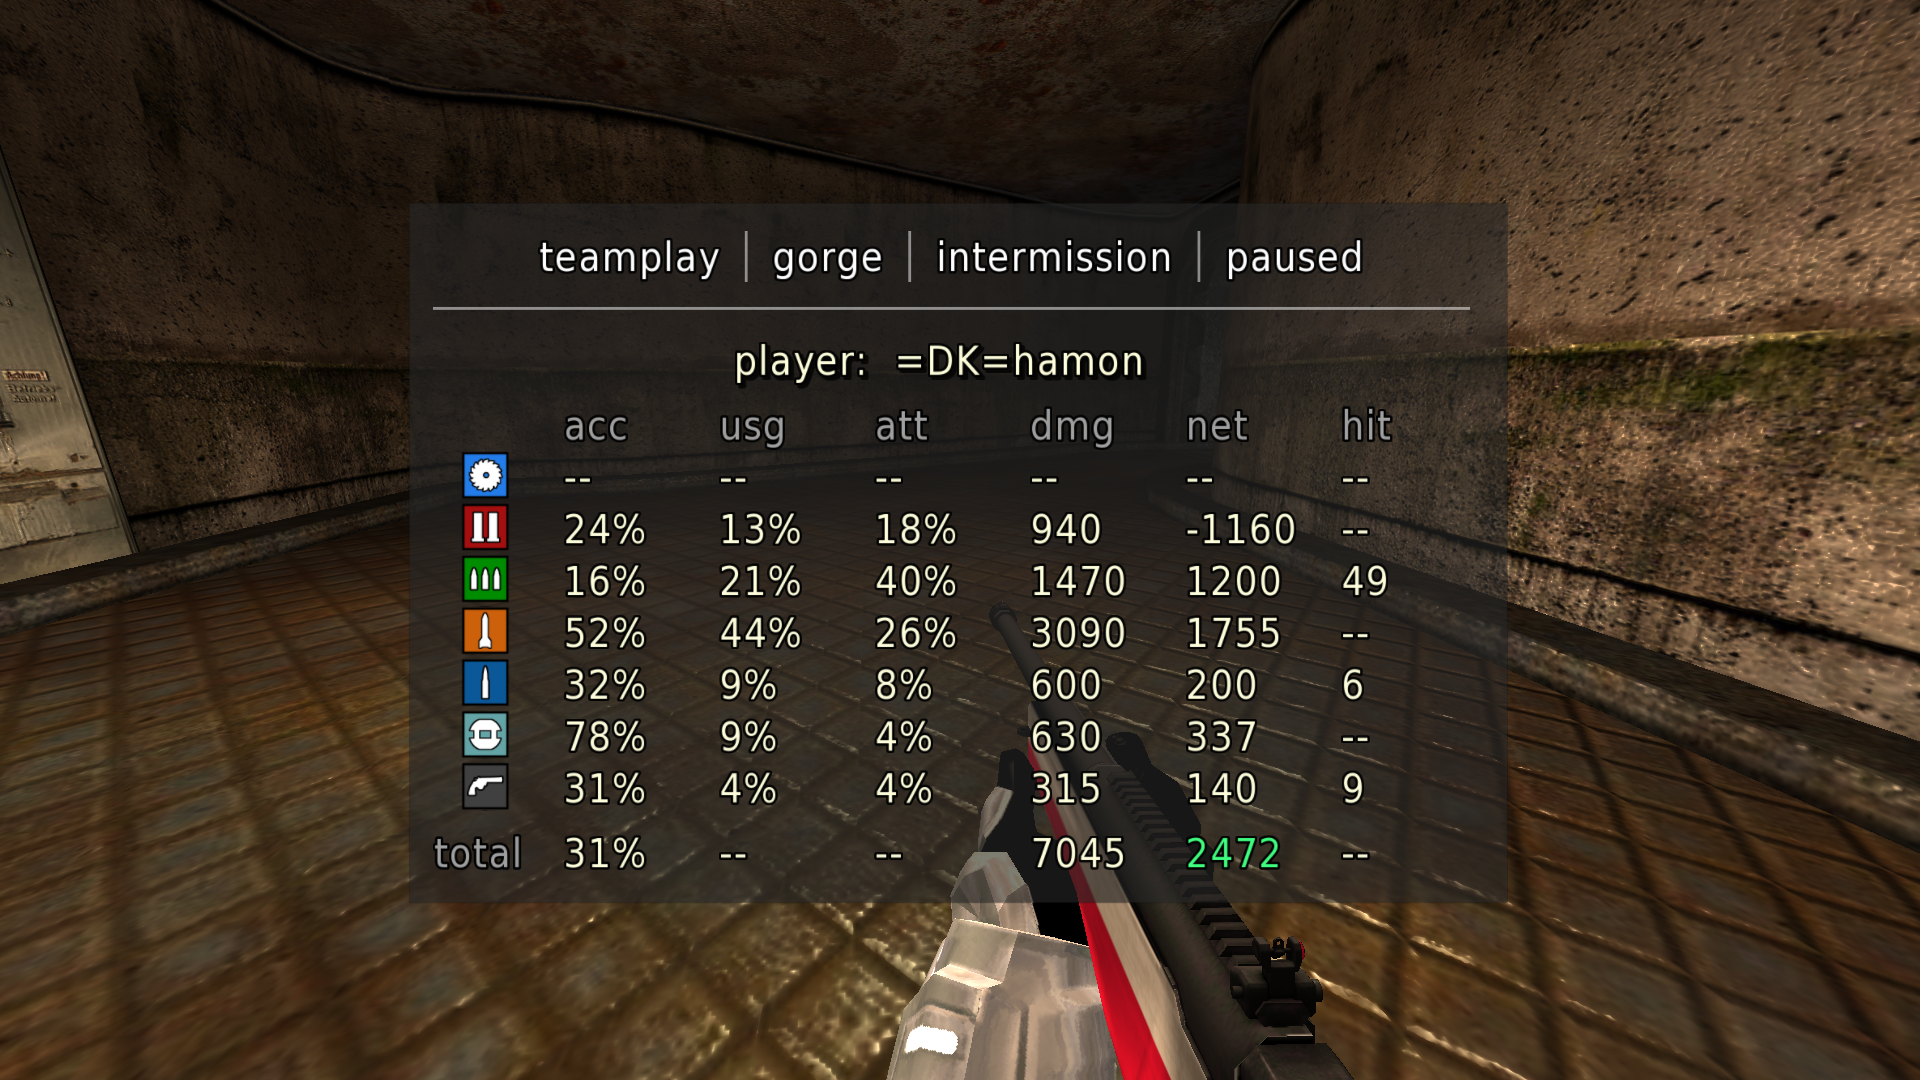 teamplay | gorge | intermission | paused
player: =DK=hamon
acc usg att dmg net hit
-- -- -- -- -- --
24% 13% 18% 940 -1160 --
16% 21% 40% 1470 1200 49
52% 44% 26% 3090 1755 --
32% 9% 8% 600 200 6
78% 9% 4% 630 337 --
31% 4% 4% 315 140 9
total 31% -- -- 7045 2472 --
Achtung!